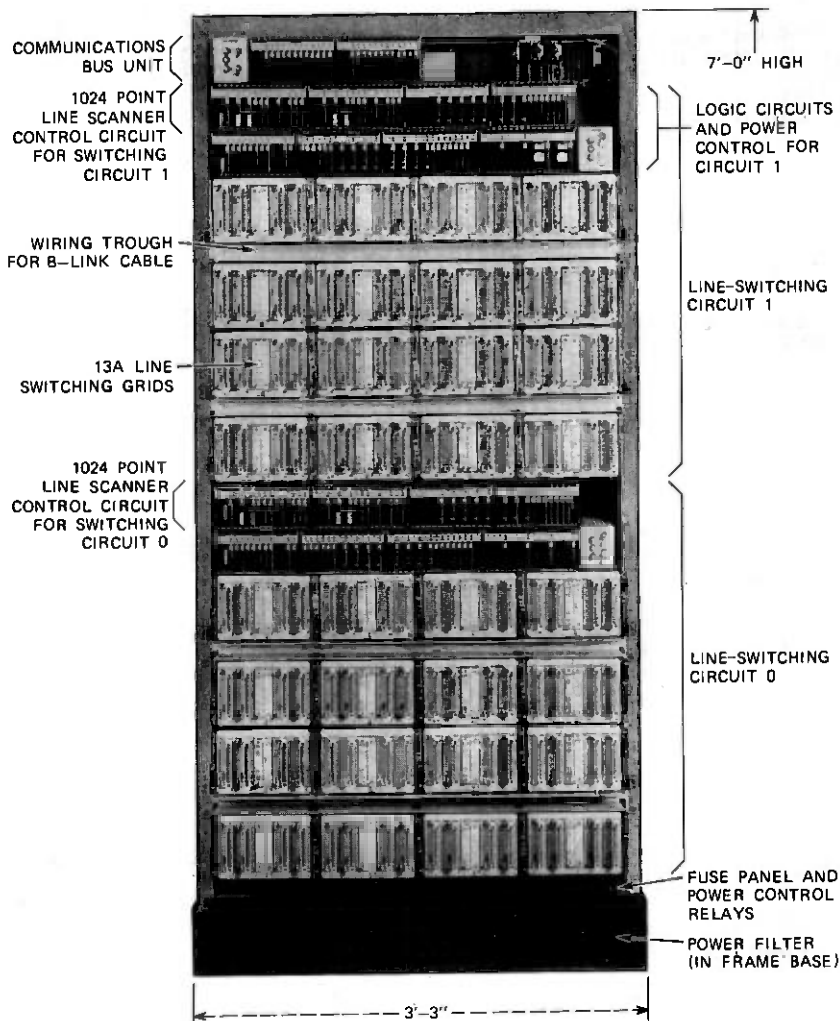 COMMUNICATIONS
BUS UNIT
1024 POINT
LINE SCANNER
CONTROL CIRCUIT
FOR SWITCHING
CIRCUIT 1
WIRING TROUGH
FOR B-LINK CABLE
13A LINE
SWITCHING GRIDS
1024 POINT
LINE SCANNER
CONTROL CIRCUIT
FOR SWITCHING
CIRCUIT 0
7'-0" HIGH
LOGIC CIRCUITS
AND POWER
CONTROL FOR
CIRCUIT 1
LINE-SWITCHING
CIRCUIT 1
LINE-SWITCHING
CIRCUIT 0
FUSE PANEL AND
POWER CONTROL
RELAYS
POWER FILTER
(IN FRAME BASE)
3'-3"